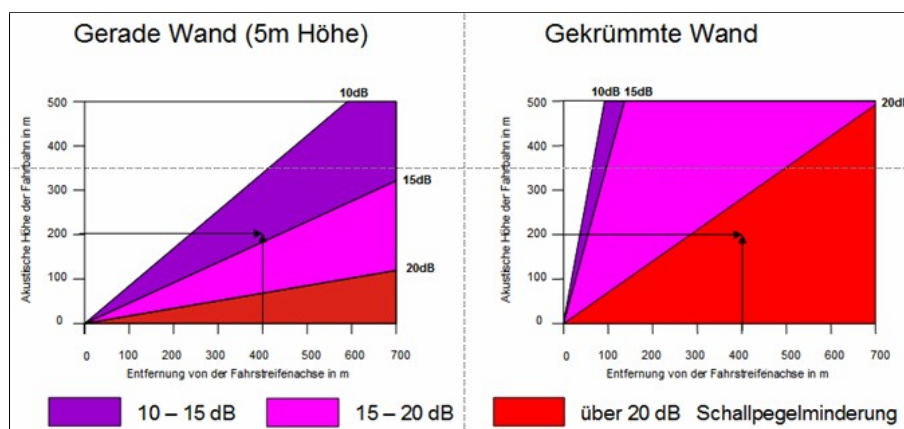 Gerade Wand (5m Höhe)
10dB
500
400
300
200
100
0
15dB
20dB
Akustische Höhe der Fahrbahn in m
0 100 200 300 400 500 600 700
Entfernung von der Fahrstreifenachse in m
Gekrümmte Wand
10dB 15dB
20dB
500
400
300
200
100
0
Akustische Höhe der Fahrbahn in m
0 100 200 300 400 500 600 700
Entfernung von der Fahrstreifenachse in m
10 – 15 dB
15 – 20 dB
über 20 dB Schallpegelminderung